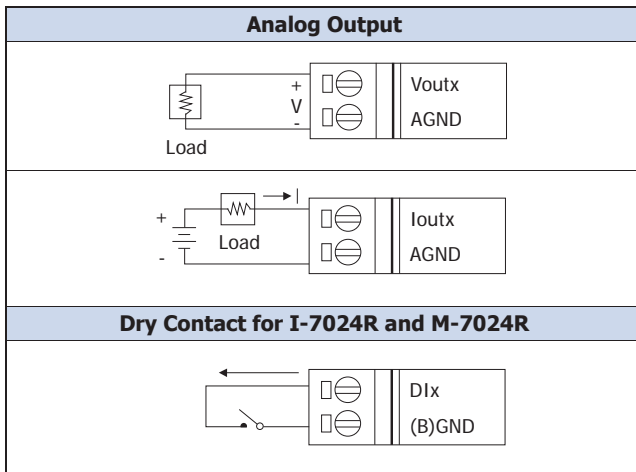 Analog Output
+
V
-
Load
Voutx
AGND
+
-
Load
I
Ioutx
AGND
Dry Contact for I-7024R and M-7024R
DIx
(B)GND